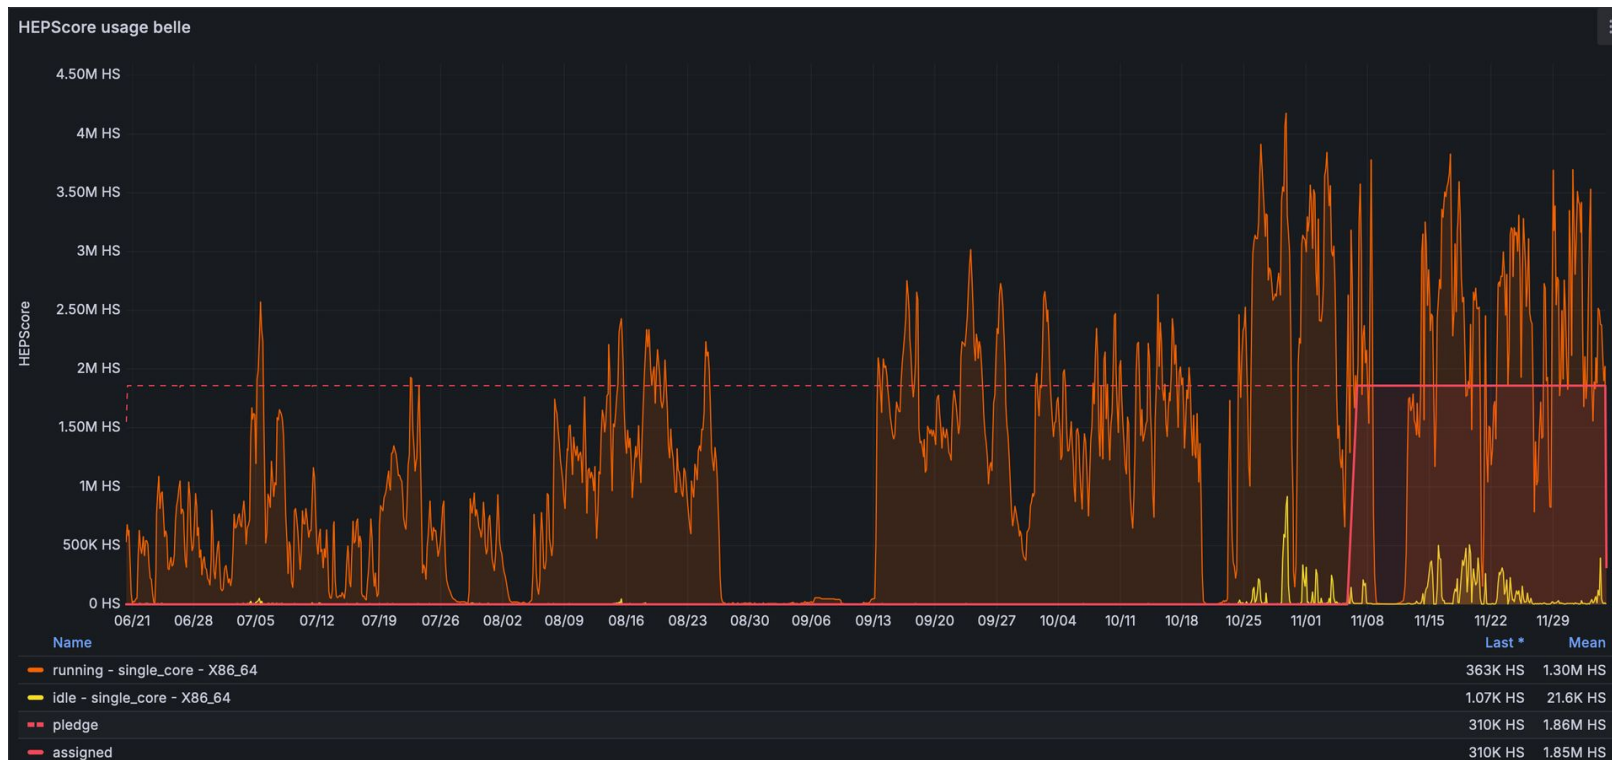 HEPScore usage belle
4.50M HS
4M HS
3.50M HS
3M HS
2.50M HS
2M HS
1.50M HS
1M HS
500K HS
0 HS
HEPScore
06/21 06/28 07/05 07/12 07/19 07/26 08/02 08/09 08/16 08/23 08/30 09/06 09/13 09/20 09/27 10/04 10/11 10/18 10/25 11/01 11/08 11/15 11/22 11/29
Name Last * Mean
running - single_core - X86_64 363K HS 1.30M HS
idle - single_core - X86_64 1.07K HS 21.6K HS
pledge 310K HS 1.86M HS
assigned 310K HS 1.85M HS